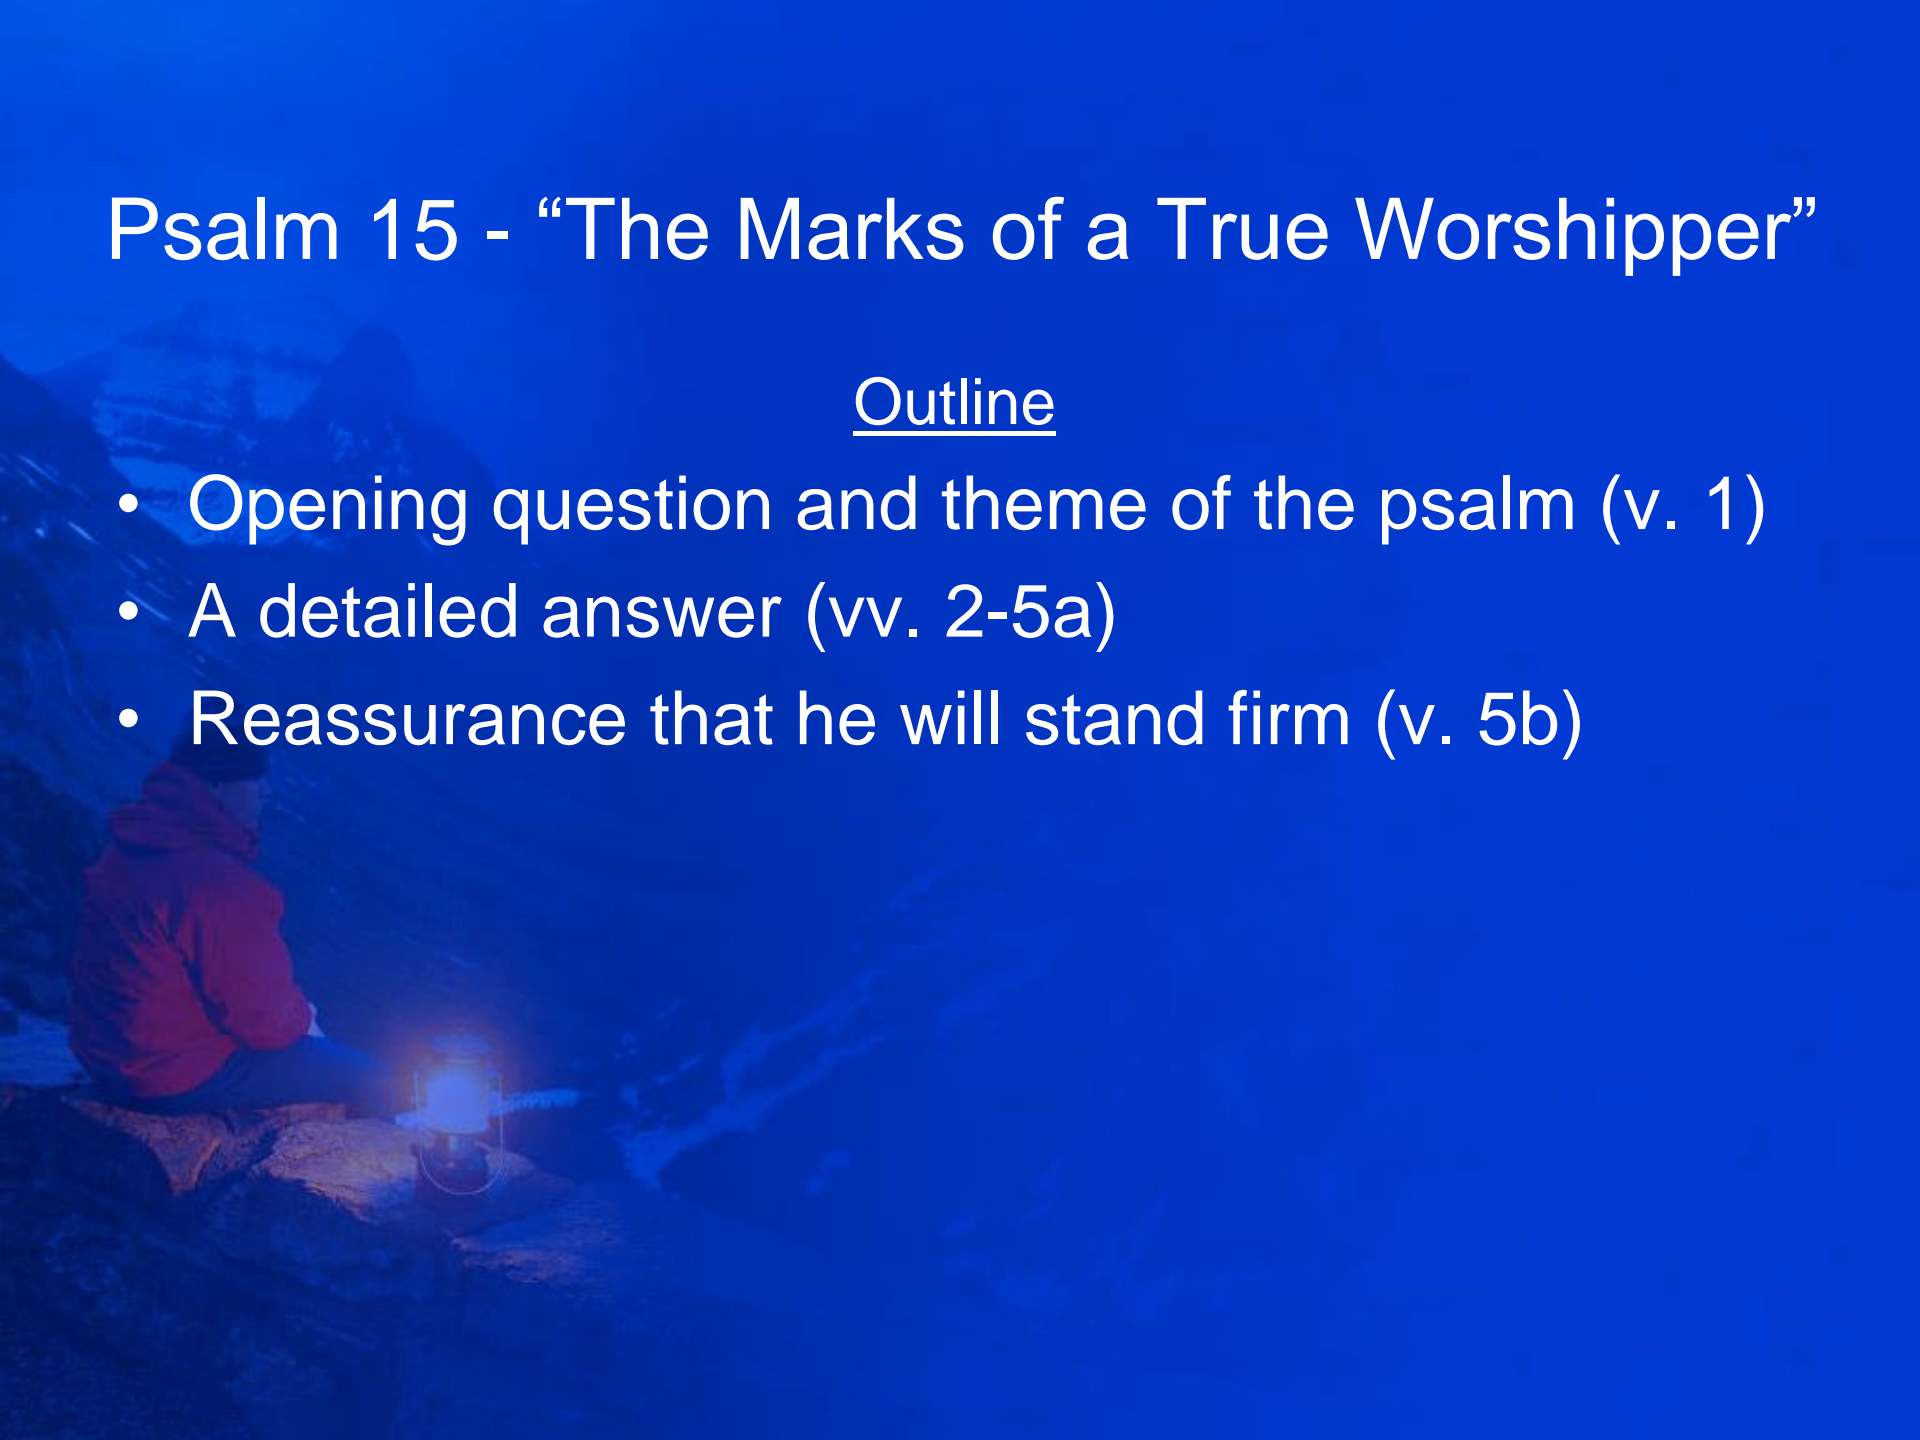 Psalm 15 - “The Marks of a True Worshipper”
Outline
• Opening question and theme of the psalm (v. 1)
• A detailed answer (vv. 2-5a)
• Reassurance that he will stand firm (v. 5b)